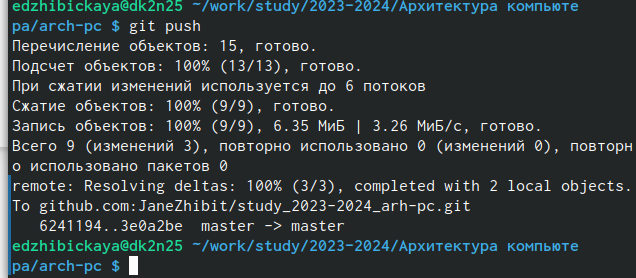 edzhibickaya@dk2n25 ~/work/study/2023-2024/Архитектура компьюте
ра/arch-pc $ git push
Перечисление объектов: 15, готово.
Подсчет объектов: 100% (13/13), готово.
При сжатии изменений используется до 6 потоков
Сжатие объектов: 100% (9/9), готово.
Запись объектов: 100% (9/9), 6.35 МиБ | 3.26 МиБ/с, готово.
Всего 9 (изменений 3), повторно использовано 0 (изменений 0), повторн
о использовано пакетов 0
remote: Resolving deltas: 100% (3/3), completed with 2 local objects.
To github.com:JaneZhibit/study_2023-2024_arh-pc.git
   6241194..3e0a2be  master -> master
edzhibickaya@dk2n25 ~/work/study/2023-2024/Архитектура компьюте
ра/arch-pc $